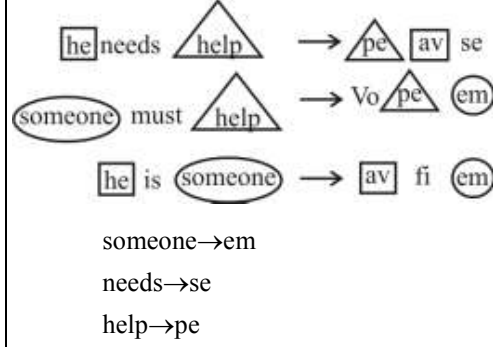 he needs help → pe av se
someone must help → Vo pe em
he is someone → av fi em
someone→em
needs→se
help→pe